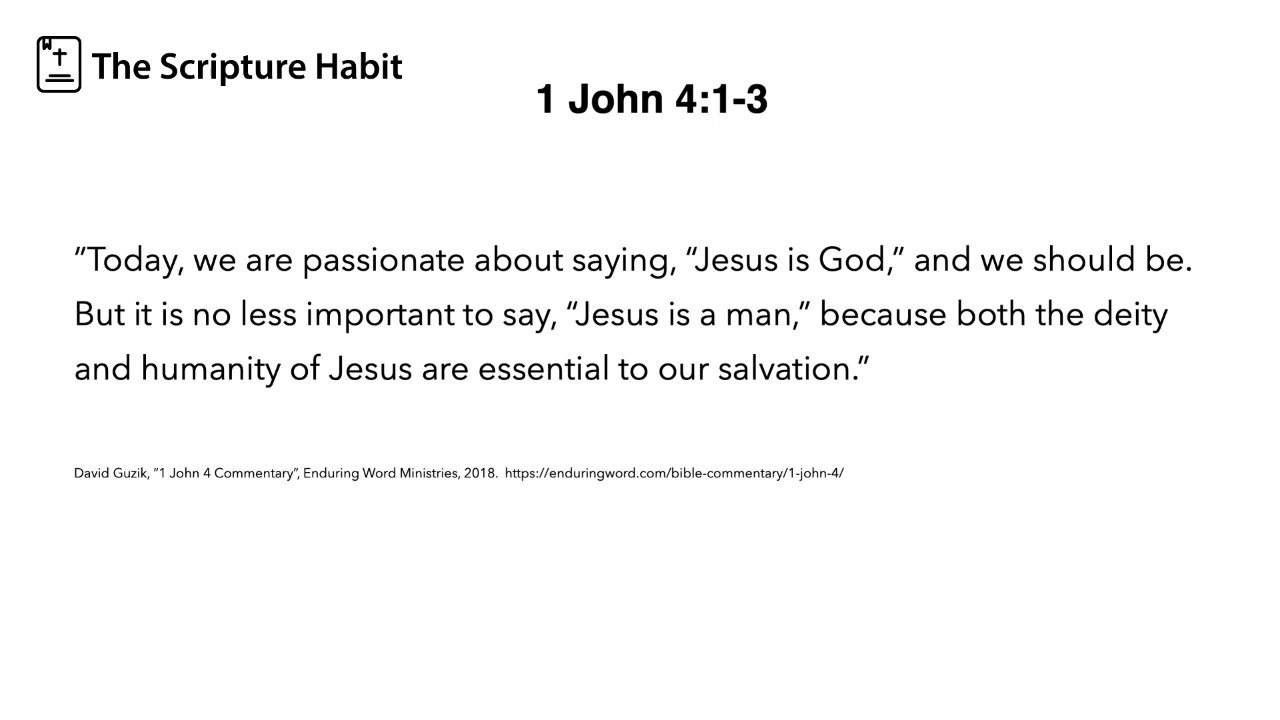 The Scripture Habit
1 John 4:1-3
”Today, we are passionate about saying, “Jesus is God,” and we should be.
But it is no less important to say, “Jesus is a man,” because both the deity
and humanity of Jesus are essential to our salvation.”
David Guzik, ”1 John 4 Commentary”, Enduring Word Ministries, 2018. https://enduringword.com/bible-commentary/1-john-4/